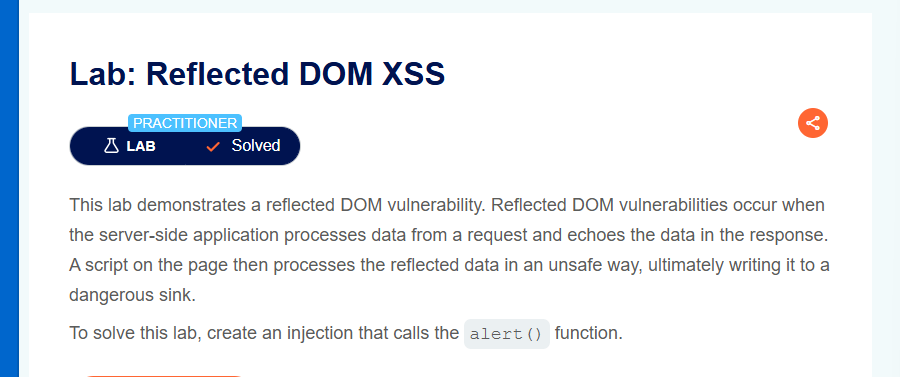 Lab: Reflected DOM XSS
PRACTITIONER
LAB Solved
This lab demonstrates a reflected DOM vulnerability. Reflected DOM vulnerabilities occur when
the server-side application processes data from a request and echoes the data in the response.
A script on the page then processes the reflected data in an unsafe way, ultimately writing it to a
dangerous sink.
To solve this lab, create an injection that calls the alert() function.